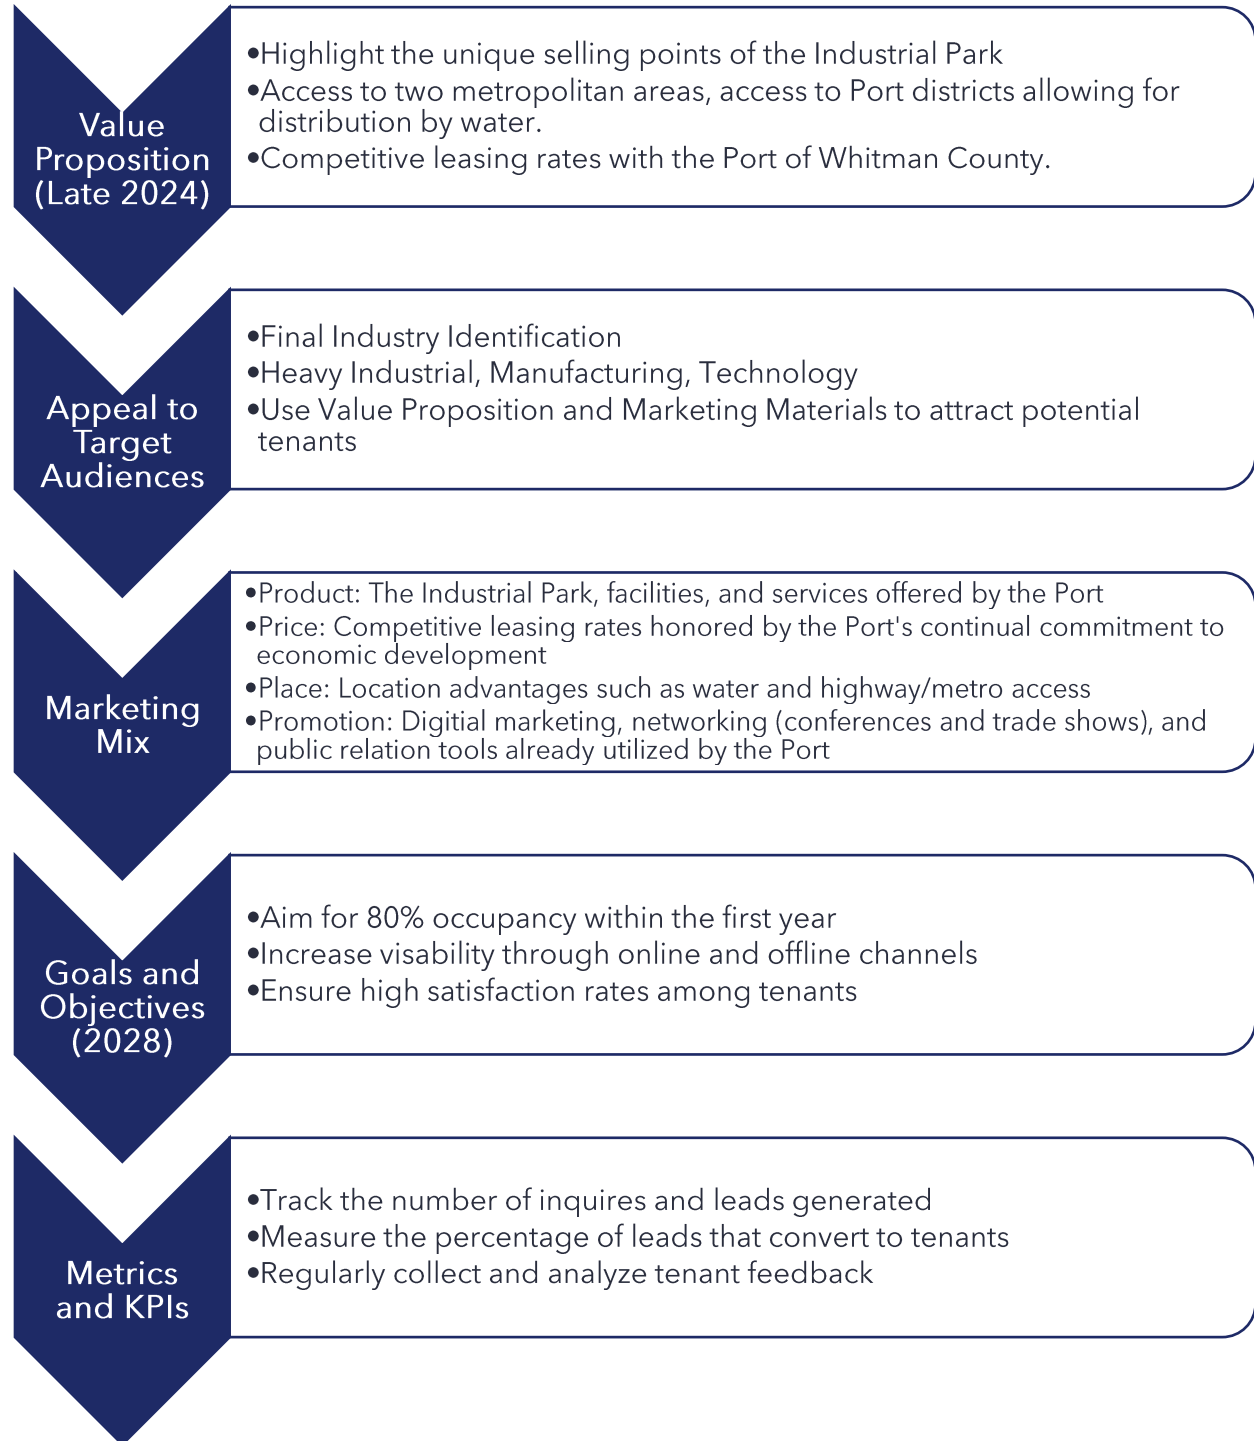 Value
Proposition
(Late 2024)
•Highlight the unique selling points of the Industrial Park
•Access to two metropolitan areas, access to Port districts allowing for
distribution by water.
•Competitive leasing rates with the Port of Whitman County.
Appeal to
Target
Audiences
•Final Industry Identification
•Heavy Industrial, Manufacturing, Technology
•Use Value Proposition and Marketing Materials to attract potential
tenants
Marketing
Mix
•Product: The Industrial Park, facilities, and services offered by the Port
•Price: Competitive leasing rates honored by the Port's continual commitment to
economic development
•Place: Location advantages such as water and highway/metro access
•Promotion: Digitial marketing, networking (conferences and trade shows), and
public relation tools already utilized by the Port
Goals and
Objectives
(2028)
•Aim for 80% occupancy within the first year
•Increase visability through online and offline channels
•Ensure high satisfaction rates among tenants
Metrics
and KPIs
•Track the number of inquires and leads generated
•Measure the percentage of leads that convert to tenants
•Regularly collect and analyze tenant feedback